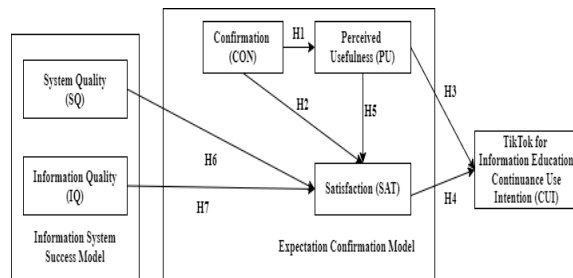 Confirmation
(CON)
H1
Perceived
Usefulness (PU)
System Quality
(SQ)
H2
H5
H3
TikTok for
Information Education
Continuance Use
Intention (CUI)
H6
Information Quality
(IQ)
H7
Satisfaction (SAT)
H4
Information System
Success Model
Expectation Confirmation Model